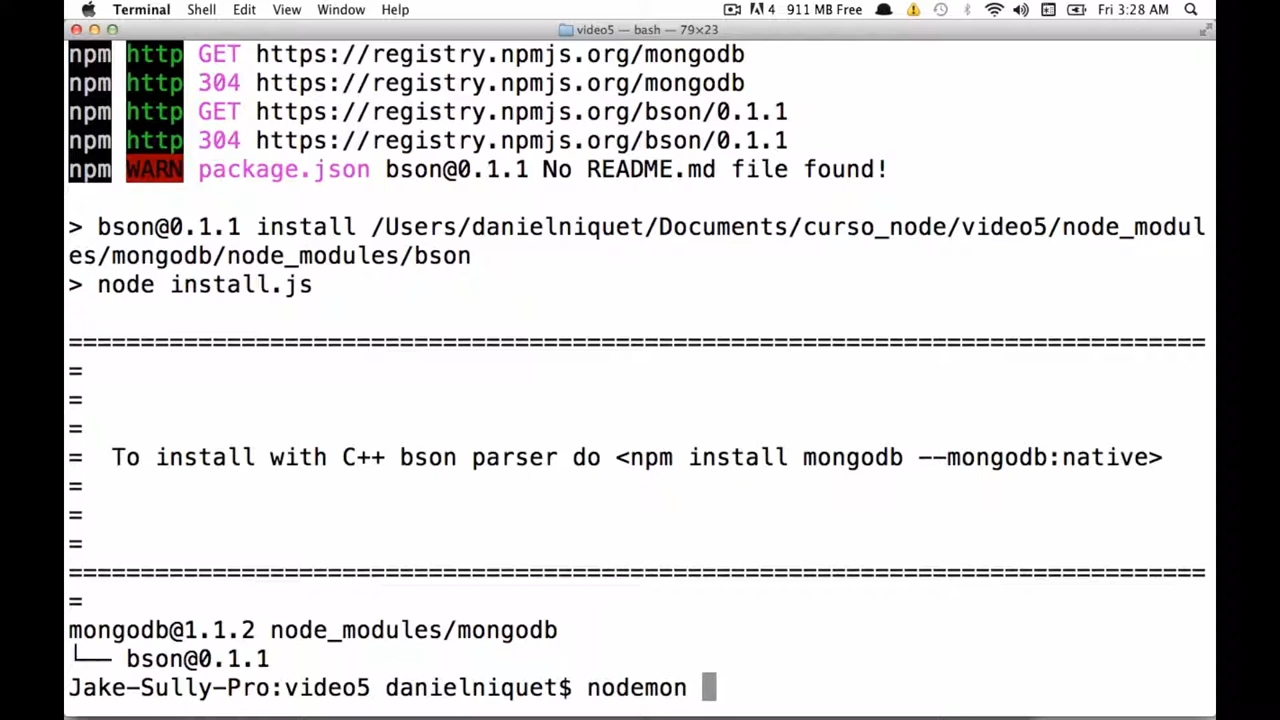 Terminal Shell Edit View Window Help 4 911 MB Free Fri 3:28 AM
video5 — bash — 79×23
npm http GET https://registry.npmjs.org/mongodb
npm http 304 https://registry.npmjs.org/mongodb
npm http GET https://registry.npmjs.org/bson/0.1.1
npm http 304 https://registry.npmjs.org/bson/0.1.1
npm WARN package.json bson@0.1.1 No README.md file found!
> bson@0.1.1 install /Users/danielniquet/Documents/curso_node/video5/node_modul
es/mongodb/node_modules/bson
> node install.js
===============================================================================
=
=
=
= To install with C++ bson parser do <npm install mongodb --mongodb:native>
=
=
=
===============================================================================
=
mongodb@1.1.2 node_modules/mongodb
└── bson@0.1.1
Jake-Sully-Pro:video5 danielniquet$ nodemon